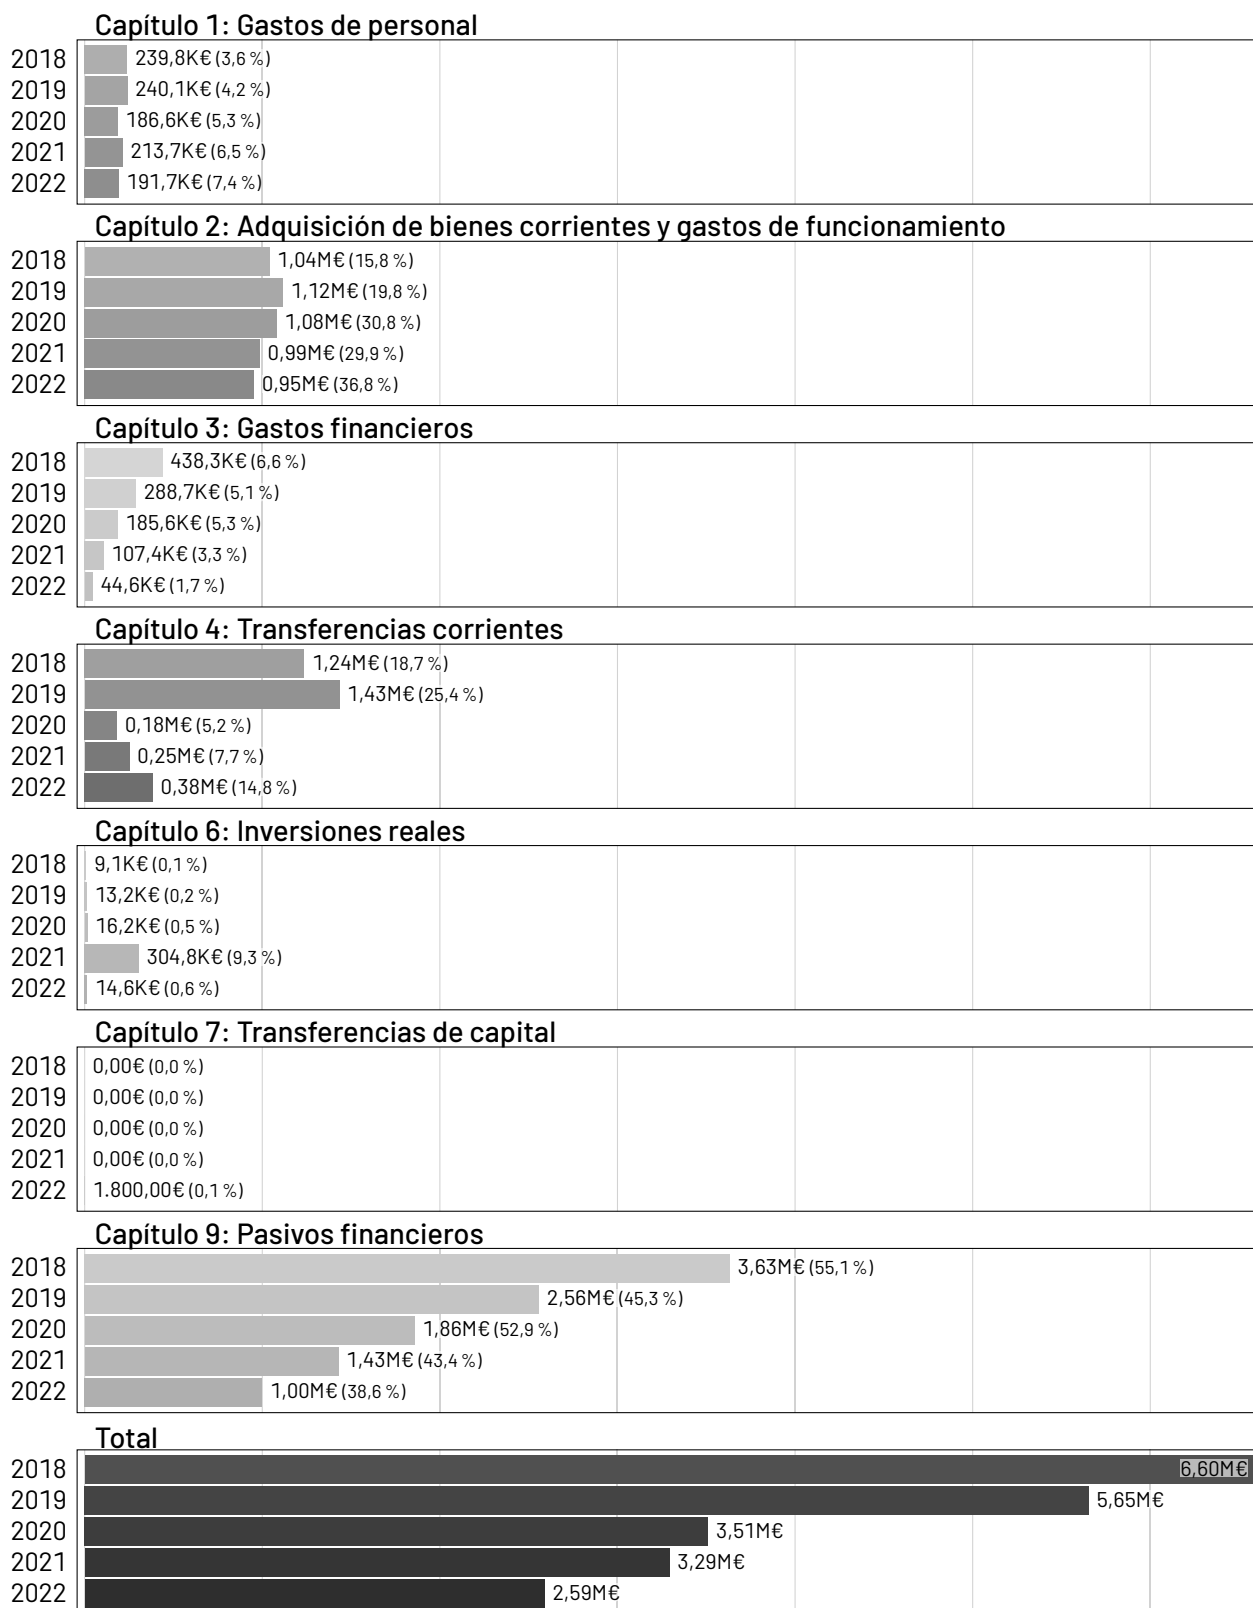 Capítulo 1: Gastos de personal
2018 239,8K€ (3,6 %)
2019 240,1K€ (4,2 %)
2020 186,6K€ (5,3 %)
2021 213,7K€ (6,5 %)
2022 191,7K€ (7,4 %)
Capítulo 2: Adquisición de bienes corrientes y gastos de funcionamiento
2018 1,04M€ (15,8 %)
2019 1,12M€ (19,8 %)
2020 1,08M€ (30,8 %)
2021 0,99M€ (29,9 %)
2022 0,95M€ (36,8 %)
Capítulo 3: Gastos financieros
2018 438,3K€ (6,6 %)
2019 288,7K€ (5,1 %)
2020 185,6K€ (5,3 %)
2021 107,4K€ (3,3 %)
2022 44,6K€ (1,7 %)
Capítulo 4: Transferencias corrientes
2018 1,24M€ (18,7 %)
2019 1,43M€ (25,4 %)
2020 0,18M€ (5,2 %)
2021 0,25M€ (7,7 %)
2022 0,38M€ (14,8 %)
Capítulo 6: Inversiones reales
2018 9,1K€ (0,1 %)
2019 13,2K€ (0,2 %)
2020 16,2K€ (0,5 %)
2021 304,8K€ (9,3 %)
2022 14,6K€ (0,6 %)
Capítulo 7: Transferencias de capital
2018 0,00€ (0,0 %)
2019 0,00€ (0,0 %)
2020 0,00€ (0,0 %)
2021 0,00€ (0,0 %)
2022 1.800,00€ (0,1 %)
Capítulo 9: Pasivos financieros
2018 3,63M€ (55,1 %)
2019 2,56M€ (45,3 %)
2020 1,86M€ (52,9 %)
2021 1,43M€ (43,4 %)
2022 1,00M€ (38,6 %)
Total
2018 6,60M€
2019 5,65M€
2020 3,51M€
2021 3,29M€
2022 2,59M€